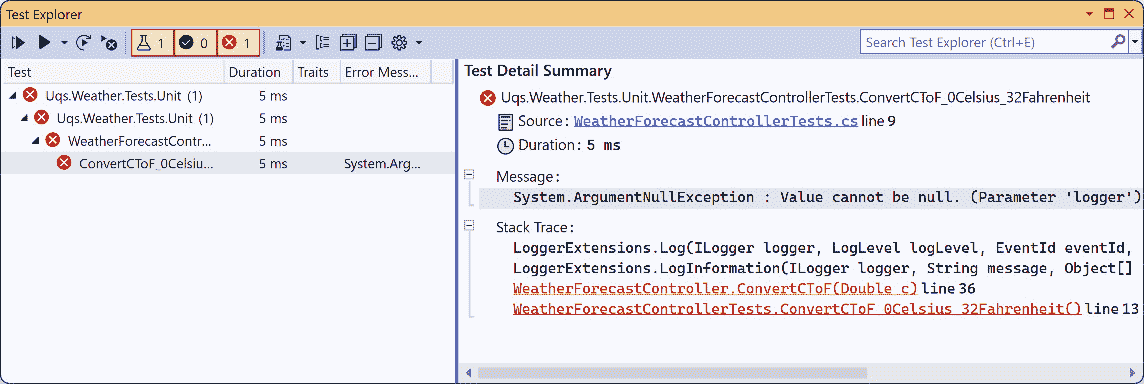 Test Explorer
1 0 1
Search Test Explorer (Ctrl+E)
Test Duration Traits Error Mess...
Uqs.Weather.Tests.Unit (1) 5 ms
Uqs.Weather.Tests.Unit (1) 5 ms
WeatherForecastContr... 5 ms
ConvertCToF_0Celsiu... 5 ms System.Arg...
Test Detail Summary
Uqs.Weather.Tests.Unit.WeatherForecastControllerTests.ConvertCToF_0Celsius_32Fahrenheit
Source: WeatherForecastControllerTests.cs line 9
Duration: 5 ms
Message:
System.ArgumentNullException : Value cannot be null. (Parameter 'logger')
Stack Trace:
LoggerExtensions.Log(ILogger logger, LogLevel logLevel, EventId eventId,
LoggerExtensions.LogInformation(ILogger logger, String message, Object[]
WeatherForecastController.ConvertCToF(Double c) line 36
WeatherForecastControllerTests.ConvertCToF_0Celsius_32Fahrenheit() line 13